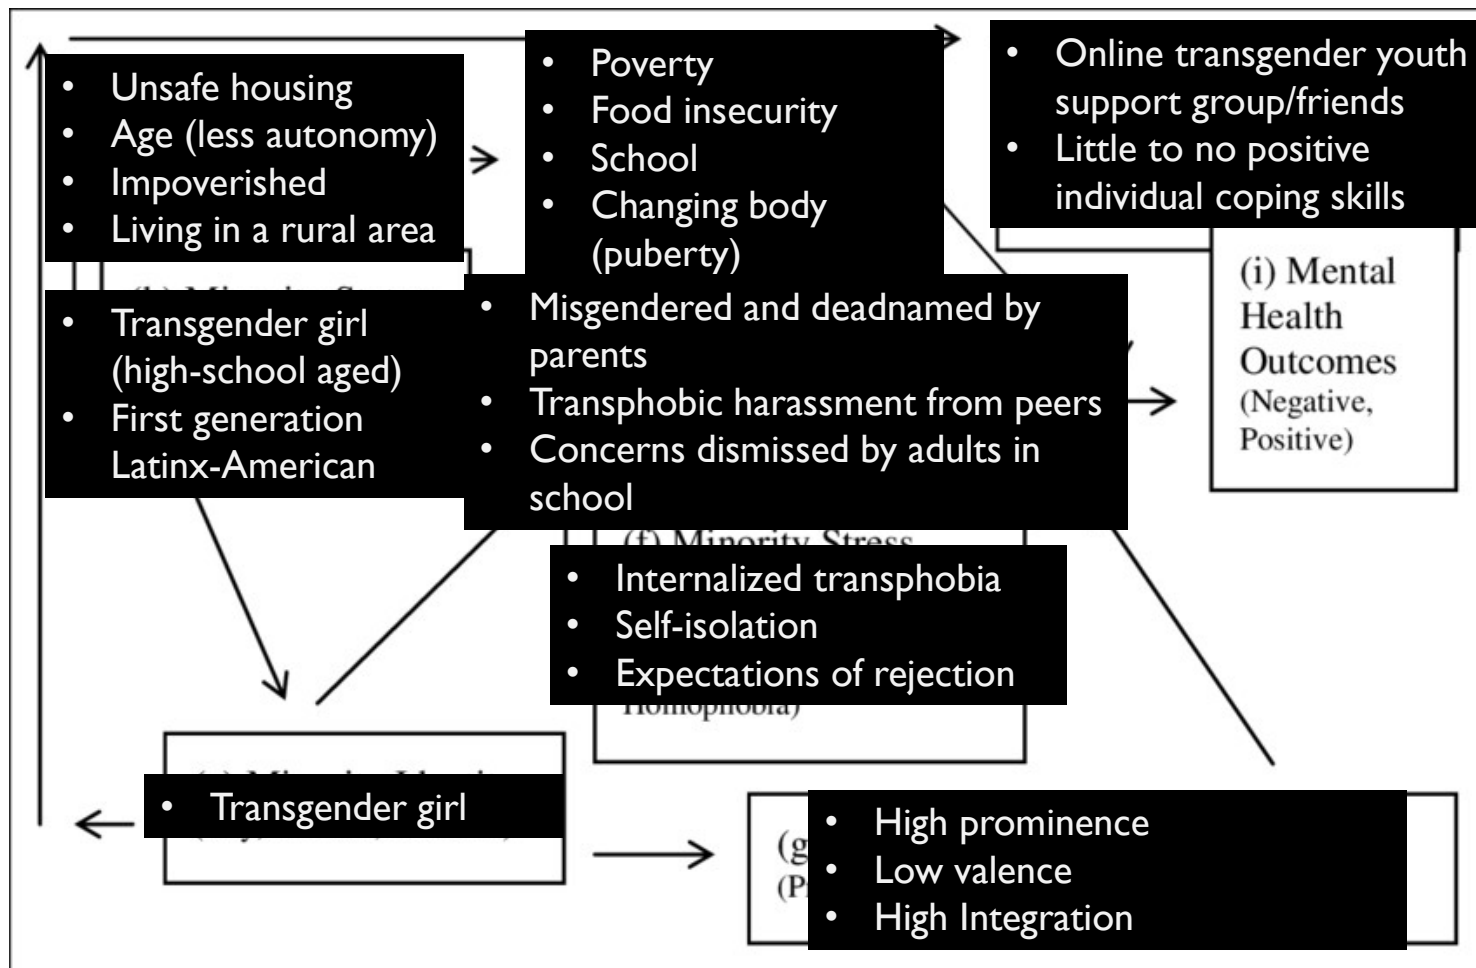 • Unsafe housing
• Age (less autonomy)
• Impoverished
• Living in a rural area
• Poverty
• Food insecurity
• School
• Changing body
(puberty)
• Online transgender youth
support group/friends
• Little to no positive
individual coping skills
• Transgender girl
(high-school aged)
• First generation
Latinx-American
• Misgendered and deadnamed by
parents
• Transphobic harassment from peers
• Concerns dismissed by adults in
school
(i) Mental
Health
Outcomes
(Negative,
Positive)
(f) Minority Stress
• Internalized transphobia
• Self-isolation
• Expectations of rejection
Homophobia)
• Transgender girl
(g
• High prominence
• Low valence
• High Integration